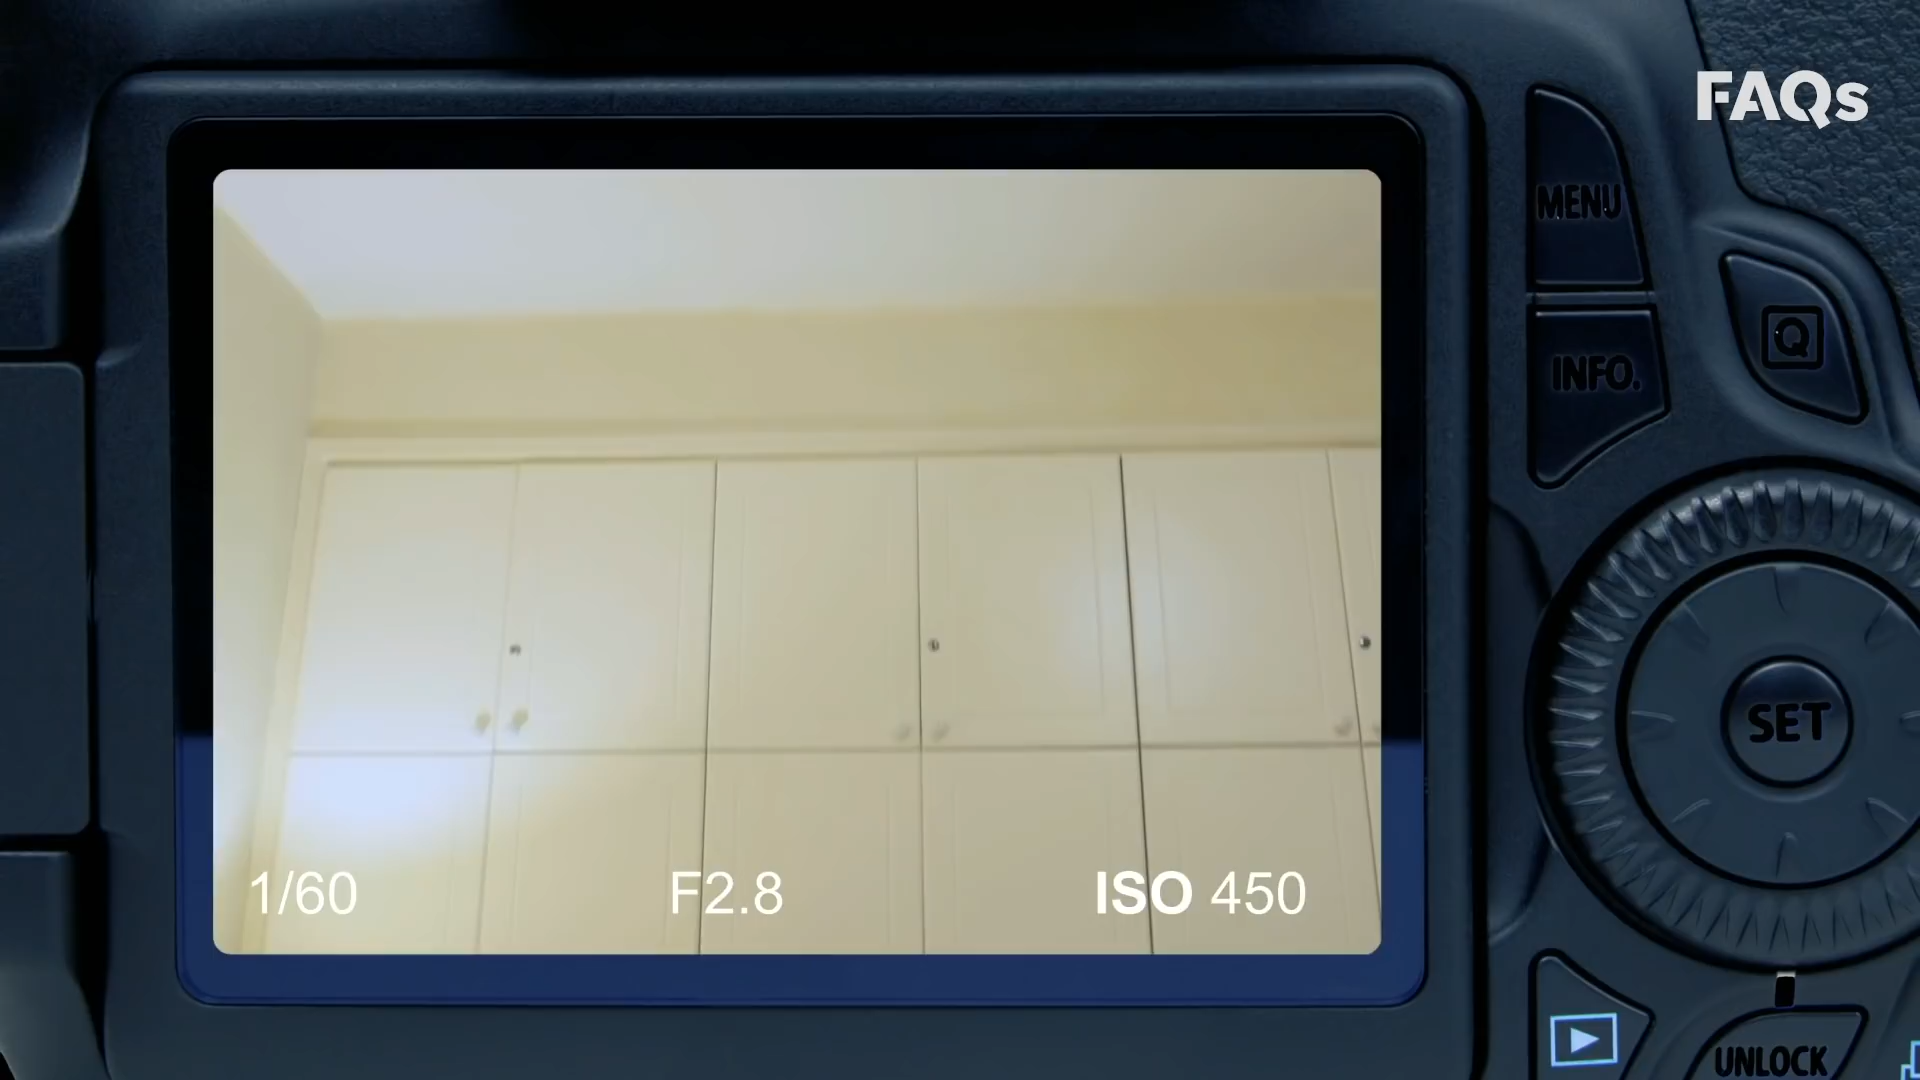 FAQs
MENU
Q
INFO.
SET
1/60 F2.8 ISO 450
UNLOCK